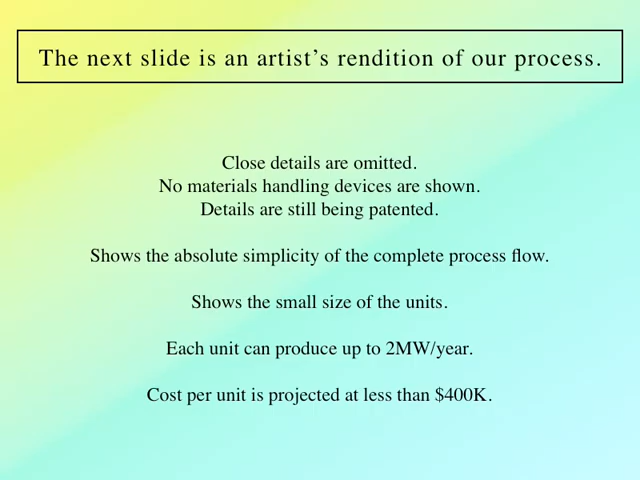 The next slide is an artist’s rendition of our process.
Close details are omitted.
No materials handling devices are shown.
Details are still being patented.
Shows the absolute simplicity of the complete process flow.
Shows the small size of the units.
Each unit can produce up to 2MW/year.
Cost per unit is projected at less than $400K.